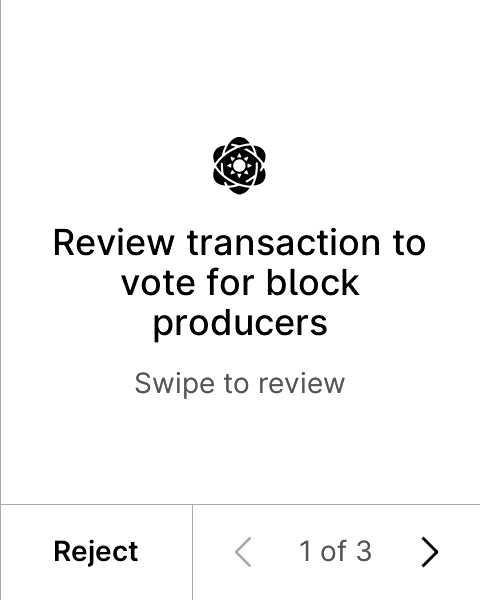 Review transaction to
vote for block
producers
Swipe to review
Reject
1 of 3